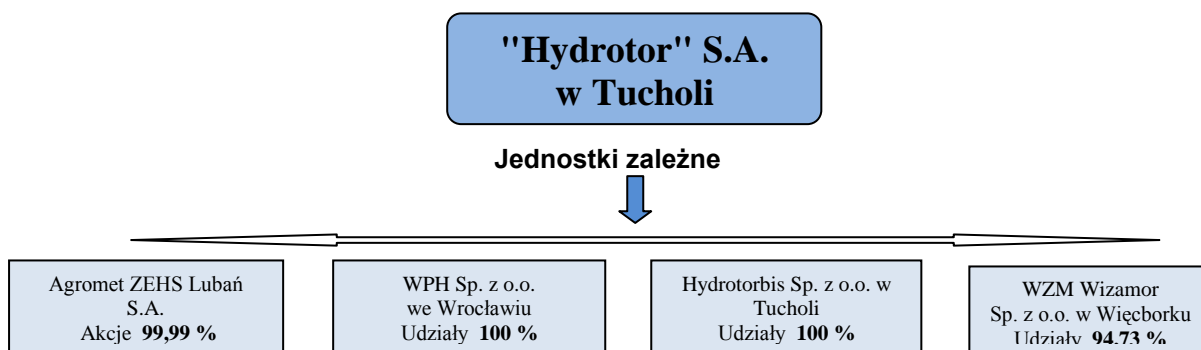 "Hydrotor" S.A.
w Tucholi
Jednostki zależne
Agromet ZEHS Lubań
S.A.
Akcje 99,99 %
WPH Sp. z o.o.
we Wrocławiu
Udziały 100 %
Hydrotorbis Sp. z o.o. w
Tucholi
Udziały 100 %
WZM Wizamor
Sp. z o.o. w Więcborku
Udziały 94,73 %